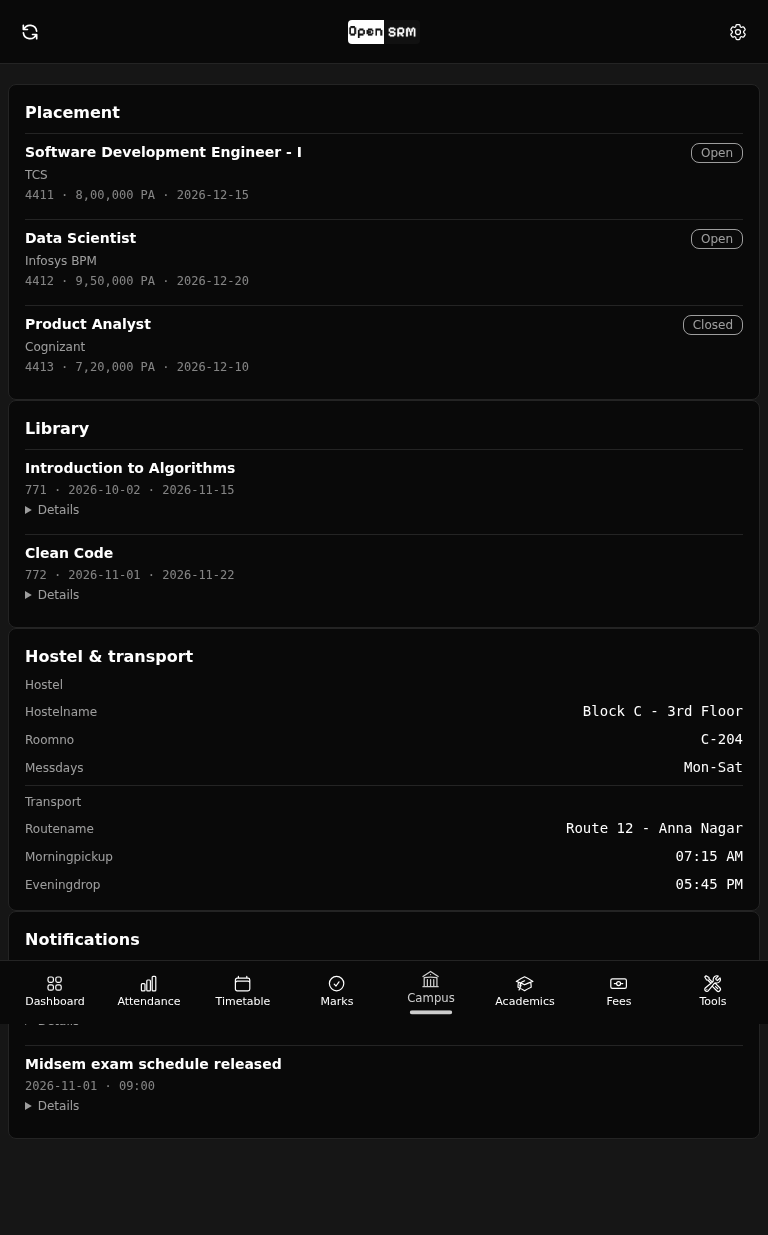 Open SRM
Placement
Software Development Engineer - I
Open
TCS
4411 · 8,00,000 PA · 2026-12-15
Data Scientist
Open
Infosys BPM
4412 · 9,50,000 PA · 2026-12-20
Product Analyst
Closed
Cognizant
4413 · 7,20,000 PA · 2026-12-10
Library
Introduction to Algorithms
771 · 2026-10-02 · 2026-11-15
Details
Clean Code
772 · 2026-11-01 · 2026-11-22
Details
Hostel & transport
Hostel
Hostelname Block C - 3rd Floor
Roomno C-204
Messdays Mon-Sat
Transport
Routename Route 12 - Anna Nagar
Morningpickup 07:15 AM
Eveningdrop 05:45 PM
Notifications
Dashboard Attendance Timetable Marks Campus Academics Fees Tools
Midsem exam schedule released
2026-11-01 · 09:00
Details